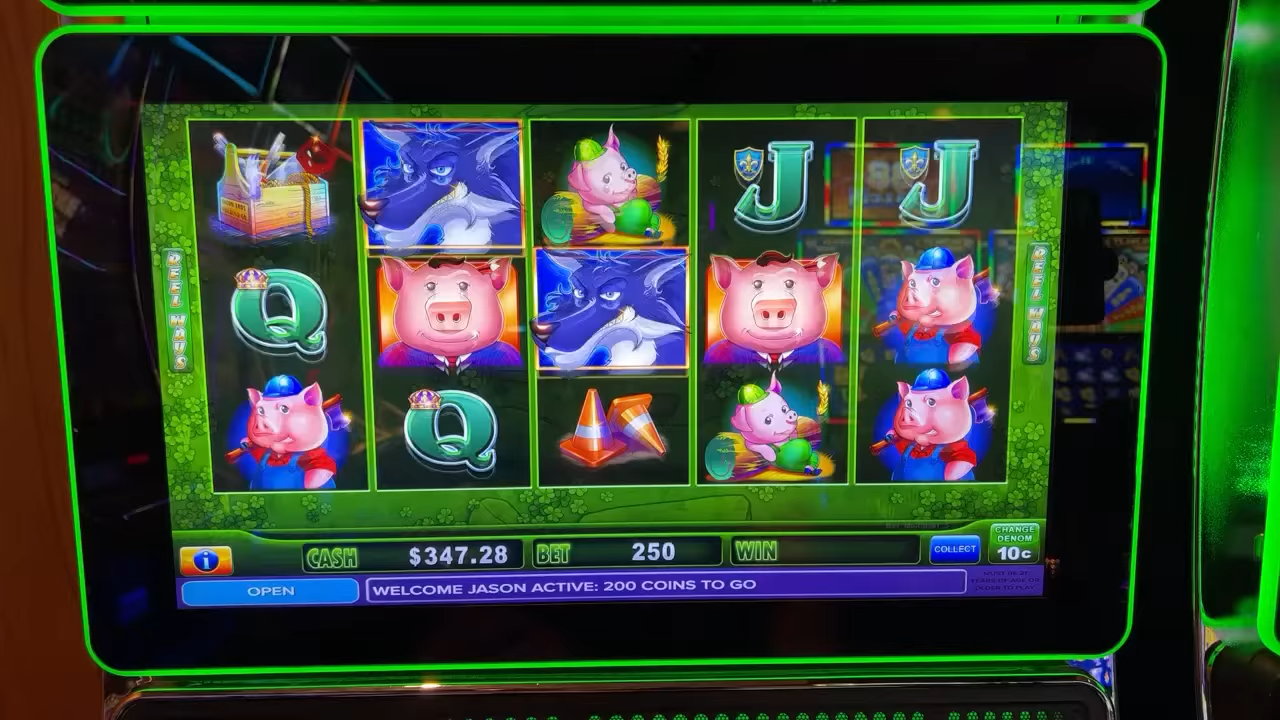 J
J
REEL WAYS
REEL WAYS
Q
Q
CASH $347.28 BET 250 WIN
COLLECT
CHANGE
DENOM
10¢
i
OPEN
WELCOME JASON ACTIVE: 200 COINS TO GO